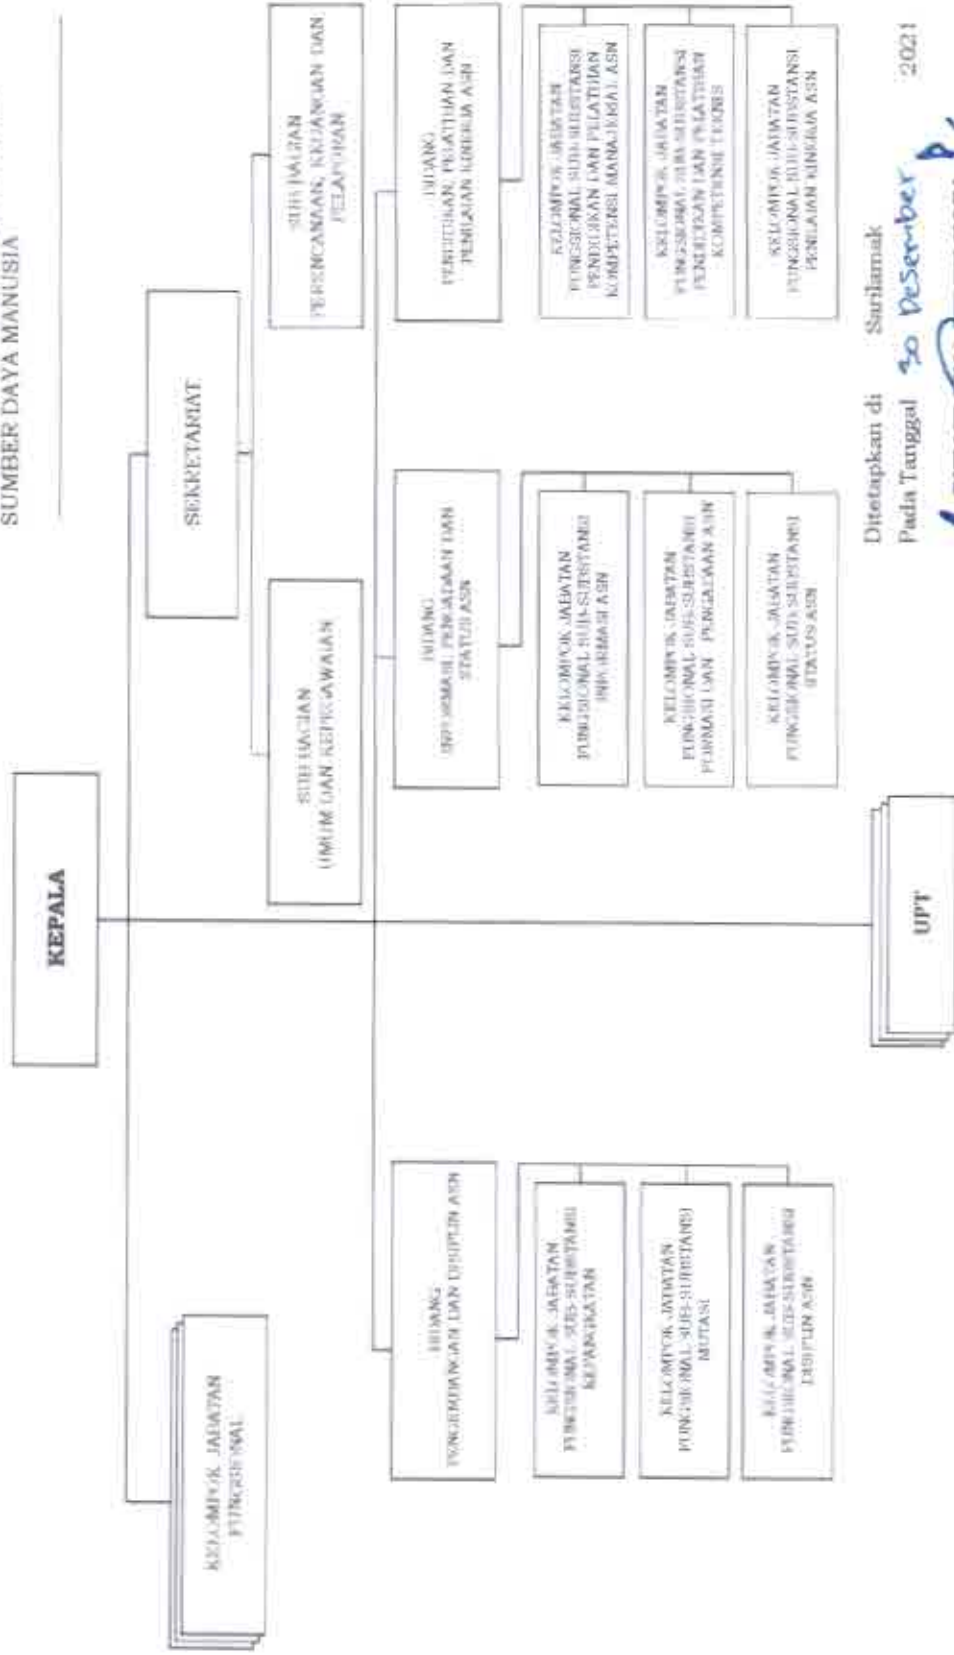 SUMBER DAYA MANUSIA
KEPALA
KELOMPOK JABATAN
FUNGSIONAL
SEKRETARIAT
SUB BAGIAN
UMUM DAN KEPEGAWAIAN
SUB BAGIAN
PERENCANAAN, KEUANGAN DAN
PELAPORAN
BIDANG
PENGEMBANGAN DAN DISIPLIN ASN
KELOMPOK JABATAN
FUNGSIONAL SUB-SUBSTANSI
KEPANGKATAN
KELOMPOK JABATAN
FUNGSIONAL SUB-SUBSTANSI
MUTASI
KELOMPOK JABATAN
FUNGSIONAL SUB-SUBSTANSI
DISIPLIN ASN
BIDANG
INFORMASI, PENGADAAN DAN
STATUS ASN
KELOMPOK JABATAN
FUNGSIONAL SUB-SUBSTANSI
INFORMASI ASN
KELOMPOK JABATAN
FUNGSIONAL SUB-SUBSTANSI
FORMASI DAN PENGADAAN ASN
KELOMPOK JABATAN
FUNGSIONAL SUB-SUBSTANSI
STATUS ASN
BIDANG
PENDIDIKAN, PELATIHAN DAN
PENILAIAN KINERJA ASN
KELOMPOK JABATAN
FUNGSIONAL SUB-SUBSTANSI
PENDIDIKAN DAN PELATIHAN
KOMPETENSI MANAJERIAL ASN
KELOMPOK JABATAN
FUNGSIONAL SUB-SUBSTANSI
PENDIDIKAN DAN PELATIHAN
KOMPETENSI TEKNIS
KELOMPOK JABATAN
FUNGSIONAL SUB-SUBSTANSI
PENILAIAN KINERJA ASN
UPT
Ditetapkan di Sarilamak
Pada Tanggal 30 Desember 2021